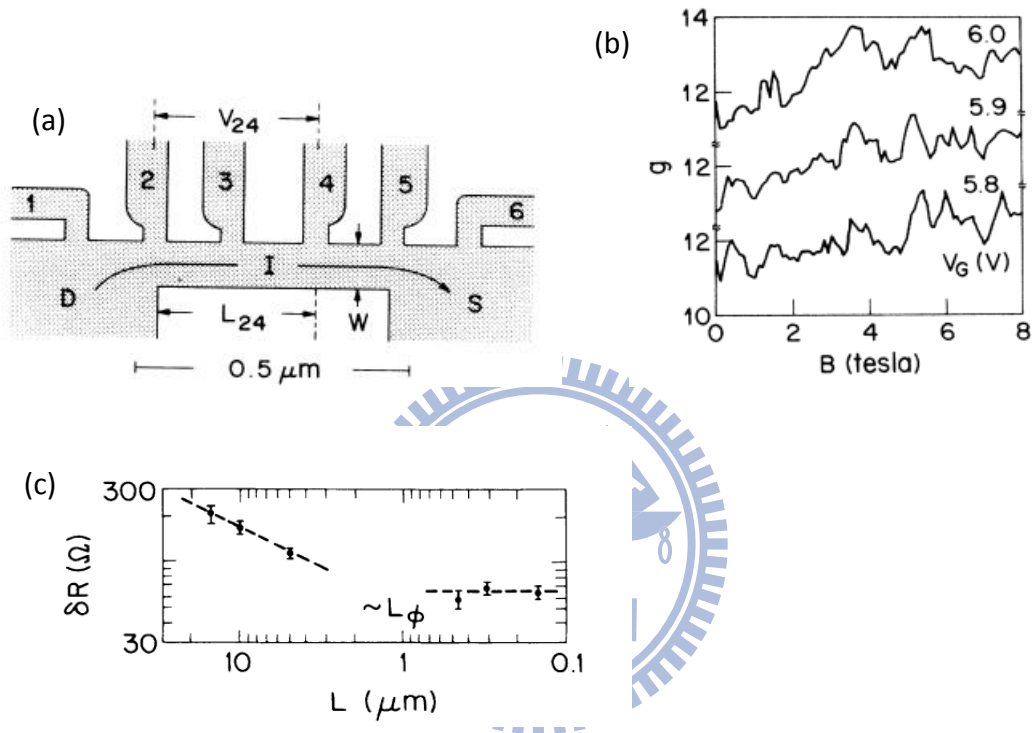 (a)
V24
1
2
3
4
5
6
D
I
S
L24
W
0.5 μm
(b)
14
12
12
12
10
g
6.0
5.9
5.8
VG (V)
0
2
4
6
8
B (tesla)
(c)
300
30
δR (Ω)
~Lϕ
10
1
0.1
L (μm)
8